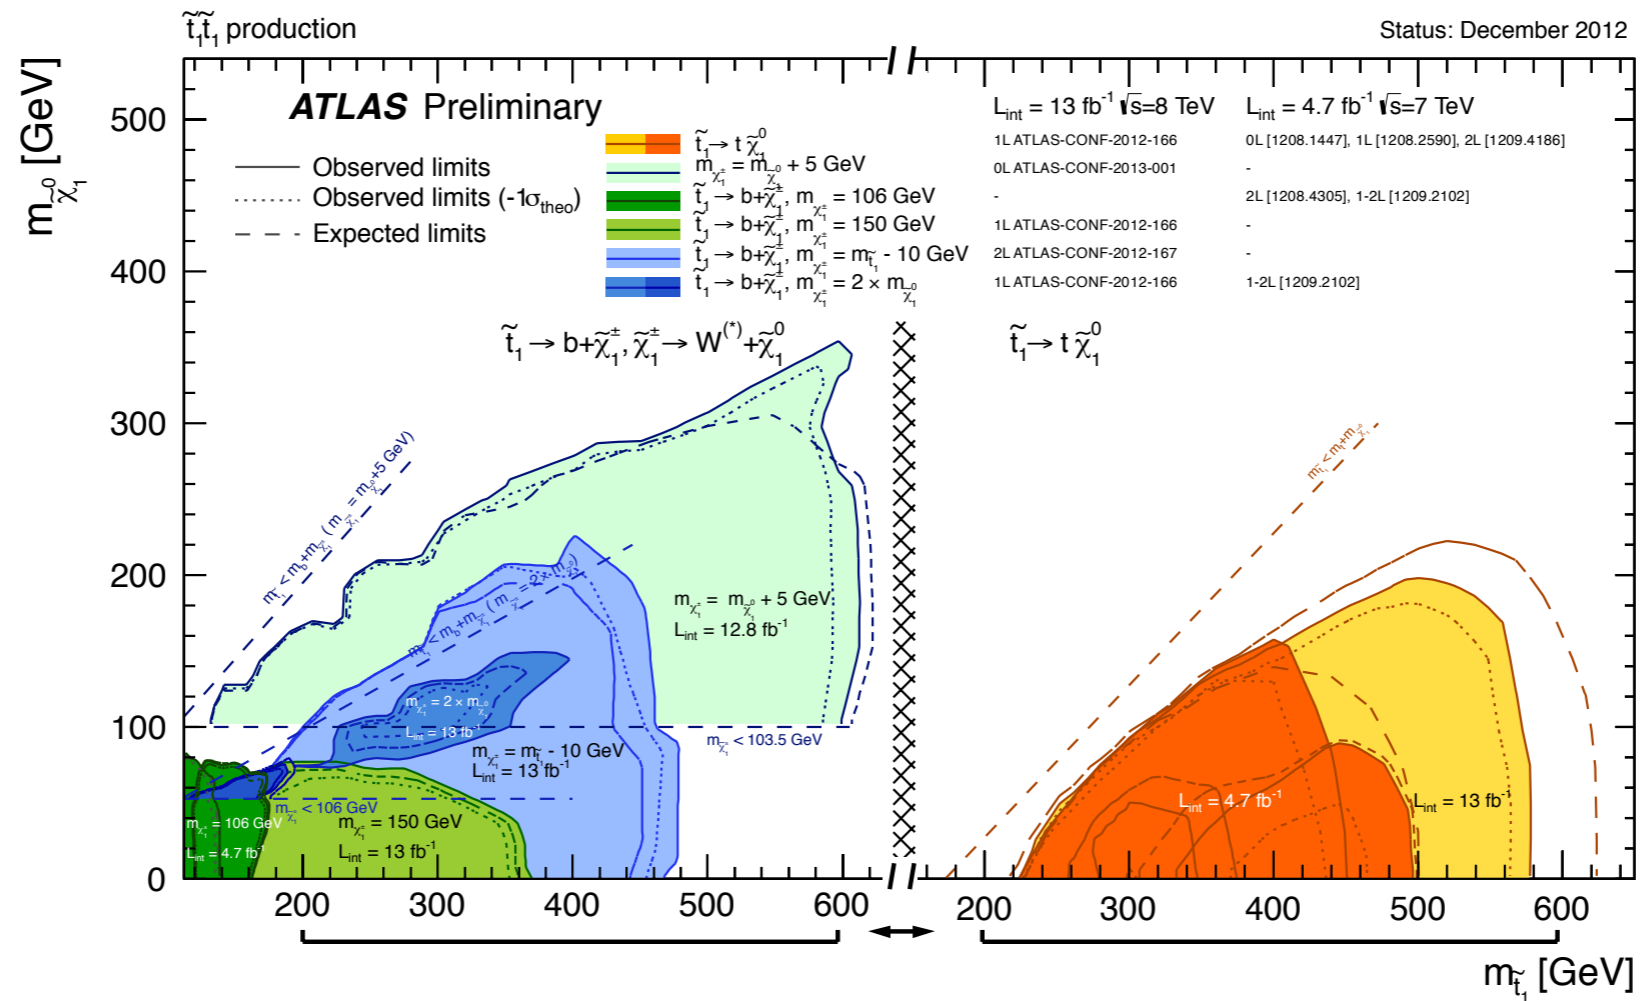 t̃₁t̃₁ production Status: December 2012
ATLAS Preliminary
Observed limits
Observed limits (-1σ_theo)
Expected limits
L_int = 13 fb⁻¹ √s=8 TeV L_int = 4.7 fb⁻¹ √s=7 TeV
t̃₁ → t χ̃₁⁰ 1L ATLAS-CONF-2012-166 0L [1208.1447], 1L [1208.2590], 2L [1209.4186]
m_χ̃₁± = m_χ̃₁⁰ + 5 GeV 0L ATLAS-CONF-2013-001 -
t̃₁ → b+χ̃₁±, m_χ̃₁± = 106 GeV - 2L [1208.4305], 1-2L [1209.2102]
t̃₁ → b+χ̃₁±, m_χ̃₁± = 150 GeV 1L ATLAS-CONF-2012-166 -
t̃₁ → b+χ̃₁±, m_χ̃₁± = m_t̃₁ - 10 GeV 2L ATLAS-CONF-2012-167 -
t̃₁ → b+χ̃₁±, m_χ̃₁± = 2 × m_χ̃₁⁰ 1L ATLAS-CONF-2012-166 1-2L [1209.2102]
t̃₁ → b+χ̃₁±, χ̃₁± → W⁽*⁾+χ̃₁⁰
t̃₁ → t χ̃₁⁰
m_χ̃₁⁰ [GeV]
500
400
300
200
100
0
m_t̃₁ < m_b+m_χ̃₁± ( m_χ̃₁± = m_χ̃₁⁰+5 GeV)
m_t̃₁ < m_b+m_χ̃₁± ( m_χ̃₁± = 2 × m_χ̃₁⁰)
m_t̃₁ < m_t+m_χ̃₁⁰
m_χ̃₁± = m_χ̃₁⁰ + 5 GeV
L_int = 12.8 fb⁻¹
m_χ̃₁± = 2 × m_χ̃₁⁰
L_int = 13 fb⁻¹
m_χ̃₁± < 103.5 GeV
m_χ̃₁± = m_t̃₁ - 10 GeV
L_int = 13 fb⁻¹
m_χ̃₁± < 106 GeV
m_χ̃₁± = 106 GeV
L_int = 4.7 fb⁻¹
m_χ̃₁± = 150 GeV
L_int = 13 fb⁻¹
L_int = 4.7 fb⁻¹
L_int = 13 fb⁻¹
200 300 400 500 600 200 300 400 500 600
m_t̃₁ [GeV]